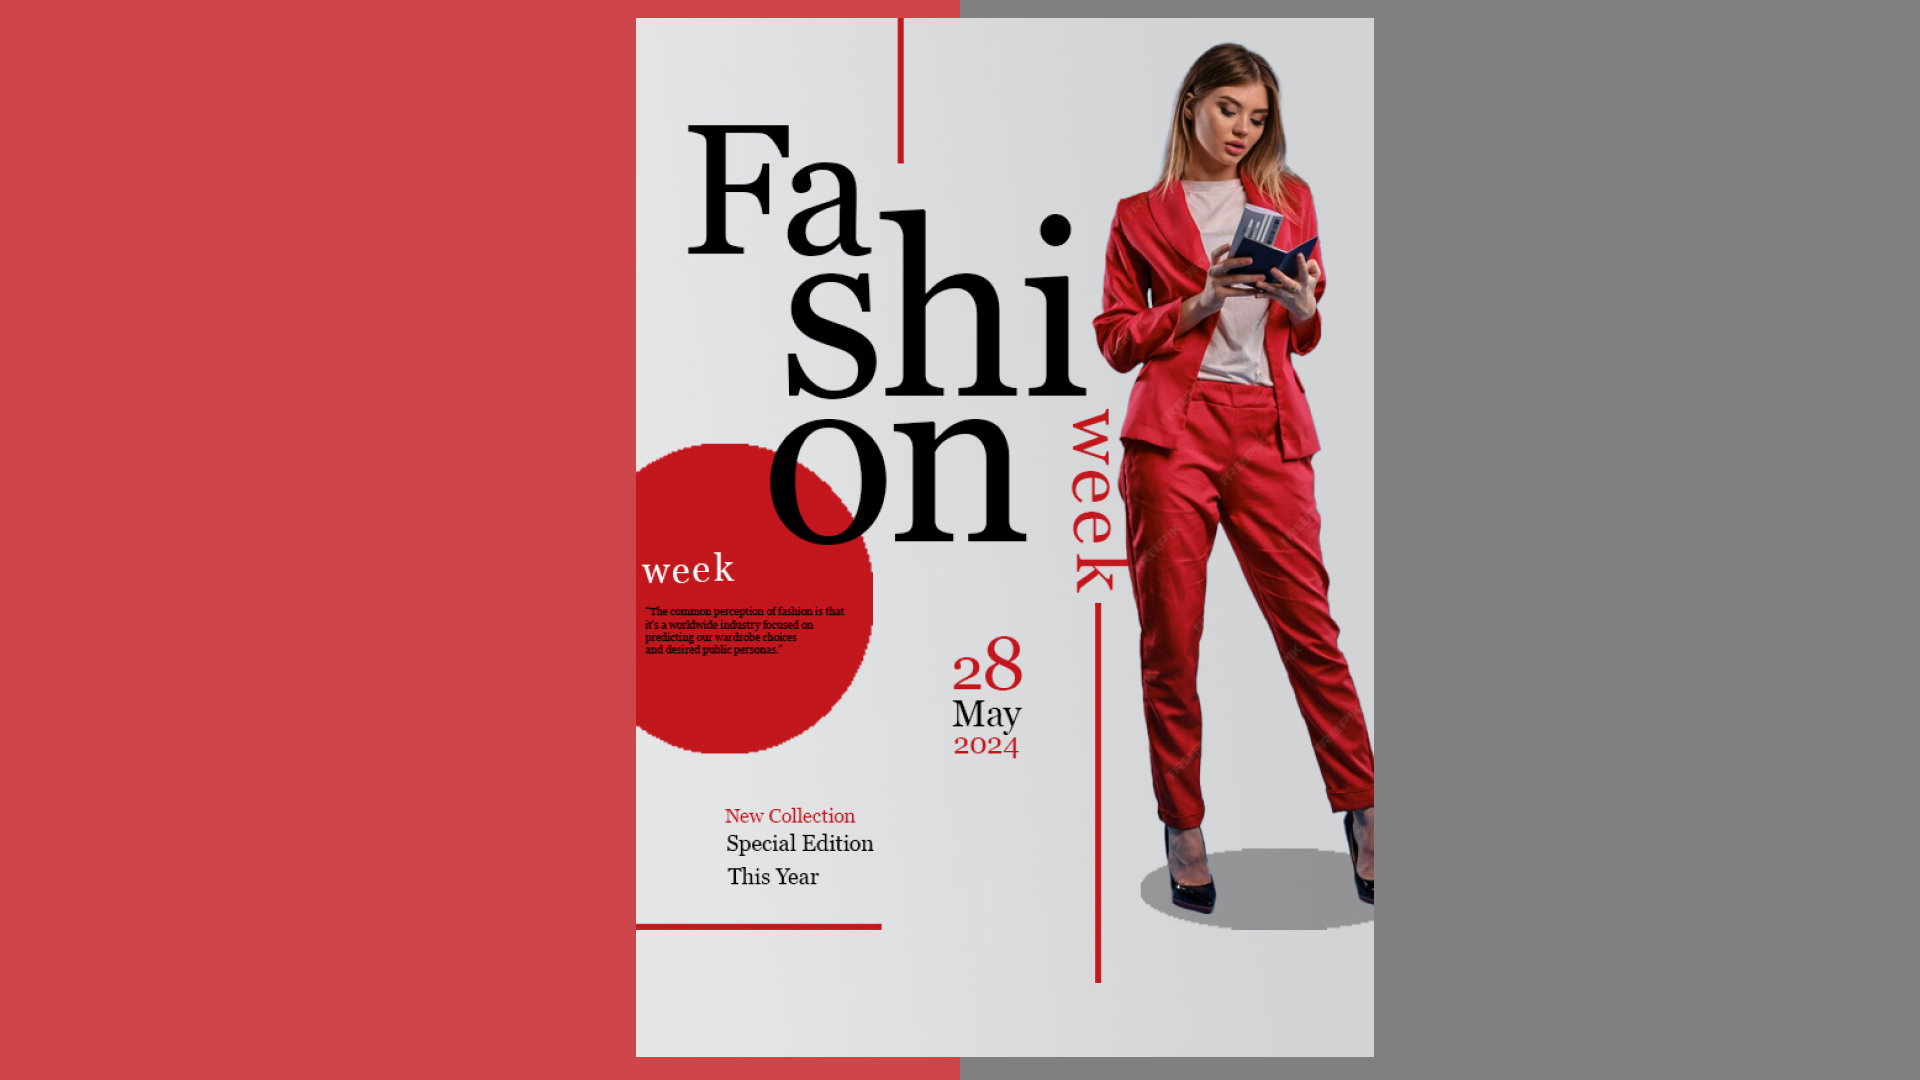 Fa
shi
on
week
week
"The common perception of fashion is that
it's a worldwide industry focused on
predicting our wardrobe choices
and desired public personas."
28
May
2024
New Collection
Special Edition
This Year